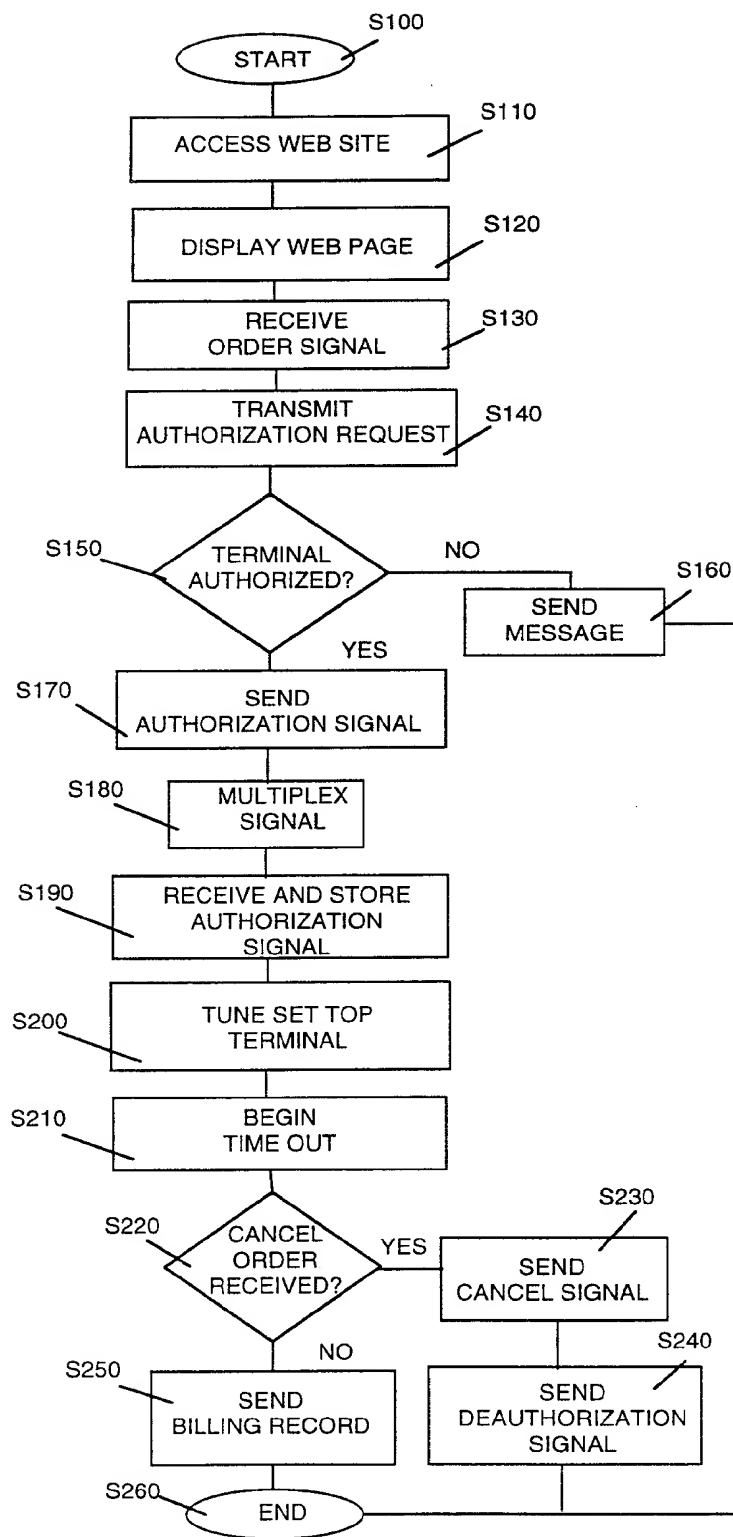 S100
START
S110
ACCESS WEB SITE
S120
DISPLAY WEB PAGE
S130
RECEIVE
ORDER SIGNAL
S140
TRANSMIT
AUTHORIZATION REQUEST
S150
TERMINAL
AUTHORIZED?
NO
S160
SEND
MESSAGE
YES
S170
SEND
AUTHORIZATION SIGNAL
S180
MULTIPLEX
SIGNAL
S190
RECEIVE AND STORE
AUTHORIZATION
SIGNAL
S200
TUNE SET TOP
TERMINAL
S210
BEGIN
TIME OUT
S220
CANCEL
ORDER
RECEIVED?
YES
S230
SEND
CANCEL SIGNAL
S240
SEND
DEAUTHORIZATION
SIGNAL
NO
S250
SEND
BILLING RECORD
S260
END